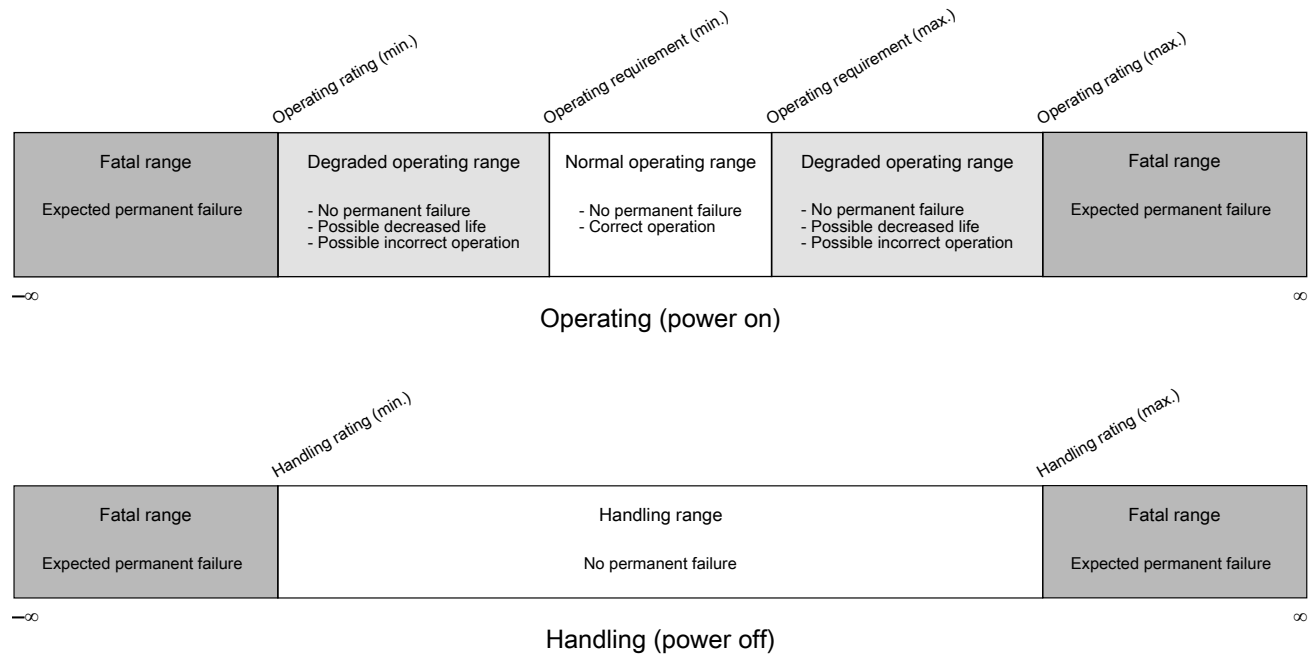 Operating rating (min.)
Operating requirement (min.)
Operating requirement (max.)
Operating rating (max.)
Fatal range
Expected permanent failure
Degraded operating range
- No permanent failure
- Possible decreased life
- Possible incorrect operation
Normal operating range
- No permanent failure
- Correct operation
Degraded operating range
- No permanent failure
- Possible decreased life
- Possible incorrect operation
Fatal range
Expected permanent failure
–∞
∞
Operating (power on)
Handling rating (min.)
Handling rating (max.)
Fatal range
Expected permanent failure
Handling range
No permanent failure
Fatal range
Expected permanent failure
–∞
∞
Handling (power off)